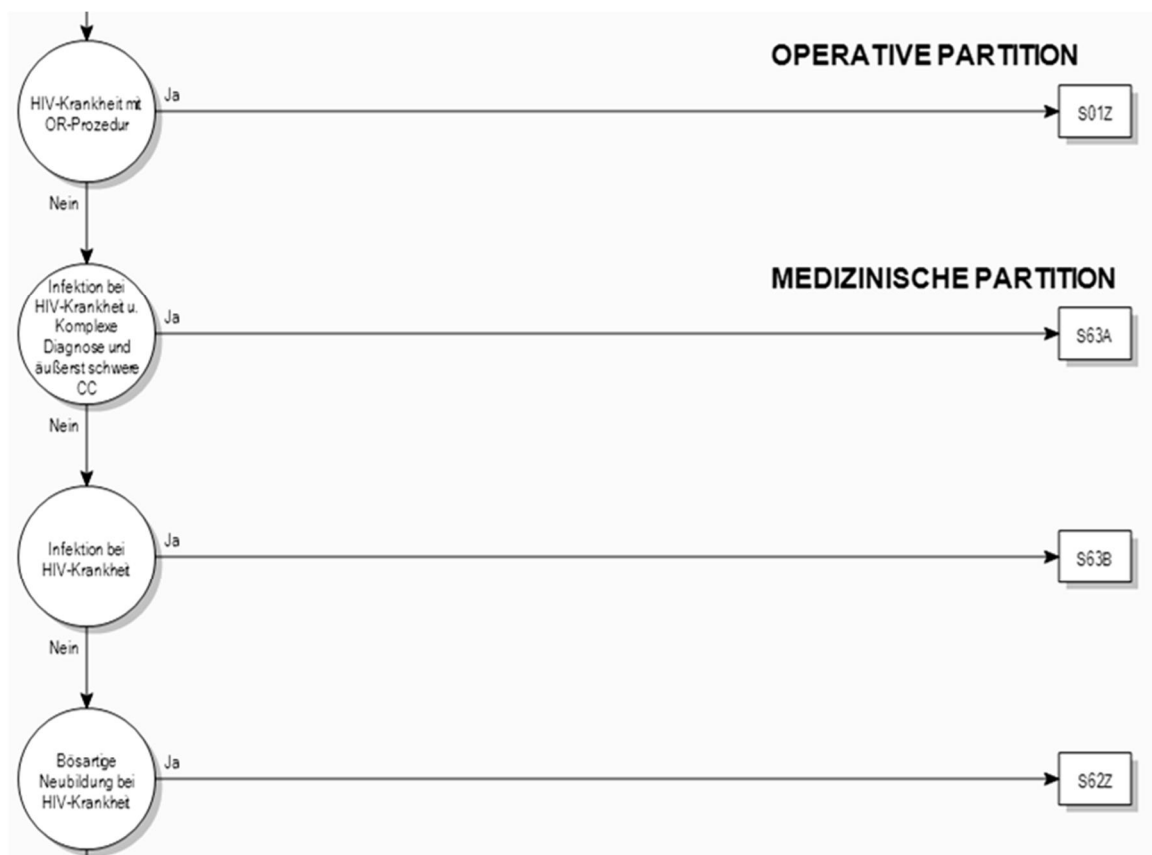 OPERATIVE PARTITION
HIV-Krankheit mit
OR-Prozedur
Ja
S01Z
Nein
MEDIZINISCHE PARTITION
Infektion bei
HIV-Krankheit u.
Komplexe
Diagnose und
äußerst schwere
CC
Ja
S63A
Nein
Infektion bei
HIV-Krankheit
Ja
S63B
Nein
Bösartige
Neubildung bei
HIV-Krankheit
Ja
S62Z